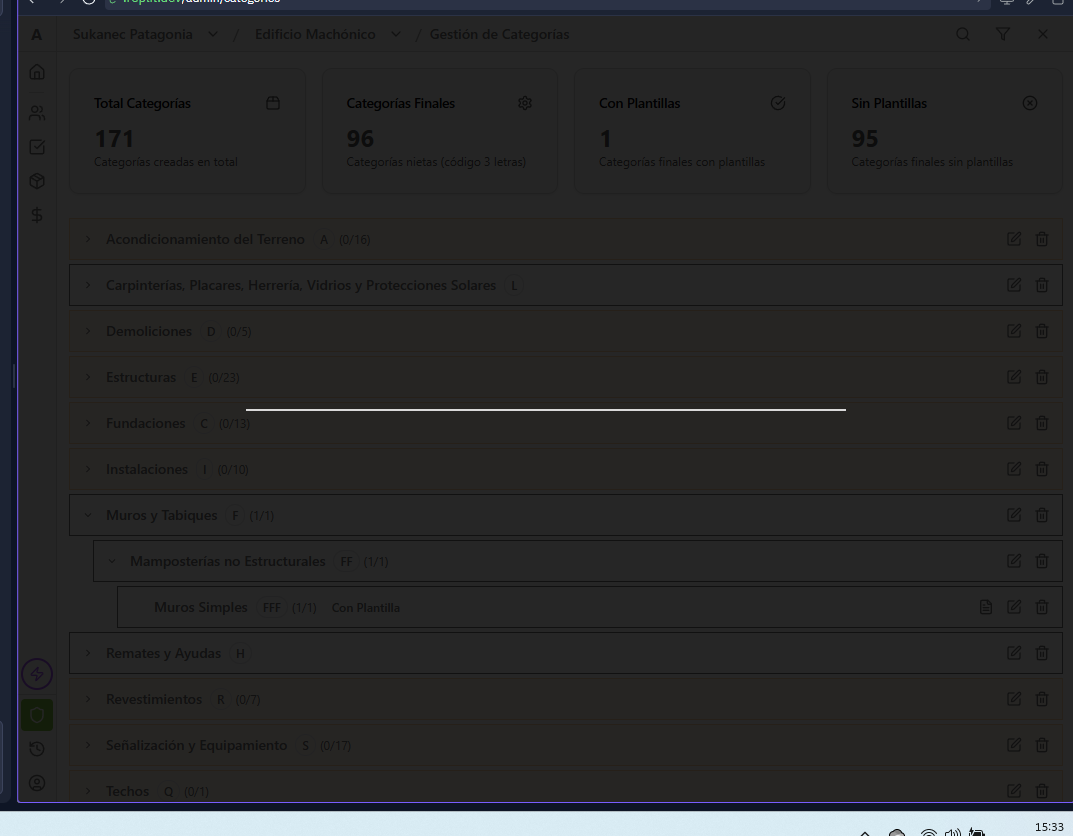 A Sukanec Patagonia / Edificio Machónico / Gestión de Categorías
Total Categorías
171
Categorías creadas en total
Categorías Finales
96
Categorías nietas (código 3 letras)
Con Plantillas
1
Categorías finales con plantillas
Sin Plantillas
95
Categorías finales sin plantillas
Acondicionamiento del Terreno A (0/16)
Carpinterías, Placares, Herrería, Vidrios y Protecciones Solares L
Demoliciones D (0/5)
Estructuras E (0/23)
Fundaciones C (0/13)
Instalaciones I (0/10)
Muros y Tabiques F (1/1)
Mamposterías no Estructurales FF (1/1)
Muros Simples FFF (1/1) Con Plantilla
Remates y Ayudas H
Revestimientos R (0/7)
Señalización y Equipamiento S (0/17)
Techos Q (0/1)
15:33